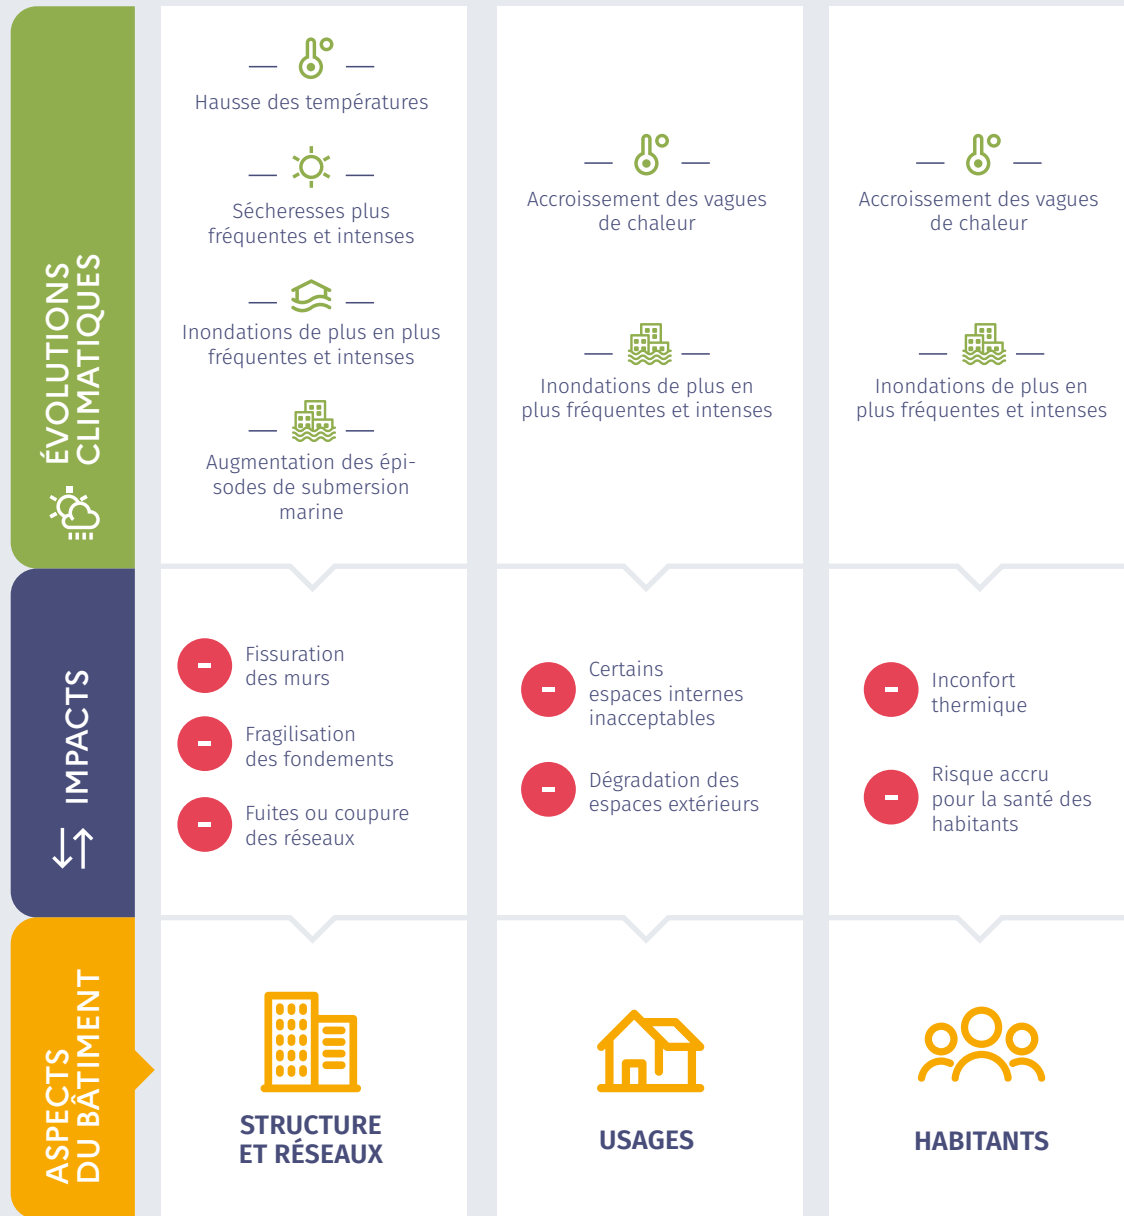 ÉVOLUTIONS
CLIMATIQUES
Hausse des températures
Sécheresses plus
fréquentes et intenses
Inondations de plus en plus
fréquentes et intenses
Augmentation des épi-
sodes de submersion
marine
Accroissement des vagues
de chaleur
Inondations de plus en
plus fréquentes et intenses
Accroissement des vagues
de chaleur
Inondations de plus en
plus fréquentes et intenses
IMPACTS
- Fissuration
des murs
- Fragilisation
des fondements
- Fuites ou coupure
des réseaux
- Certains
espaces internes
inacceptables
- Dégradation des
espaces extérieurs
- Inconfort
thermique
- Risque accru
pour la santé des
habitants
ASPECTS
DU BÂTIMENT
STRUCTURE
ET RÉSEAUX
USAGES
HABITANTS